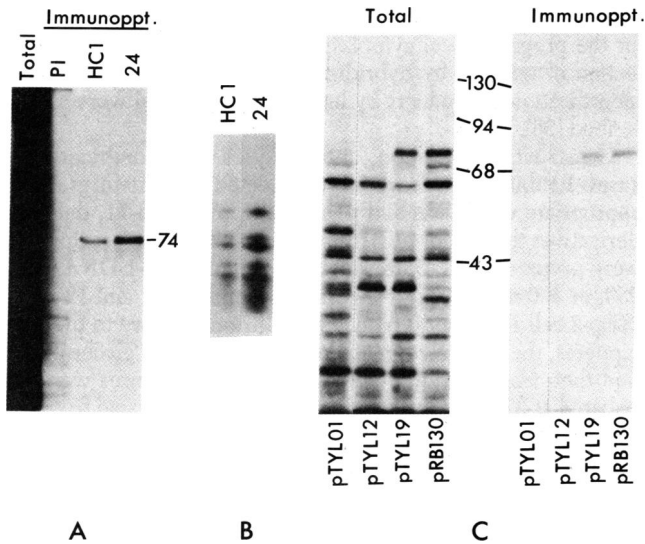 Immunoppt.
Total
PI
HC1
24
-74
HC1
24
Total
Immunoppt.
-130-
-94-
-68-
-43-
pTYL01
pTYL12
pTYL19
pRB130
pTYL01
pTYL12
pTYL19
pRB130
A
B
C